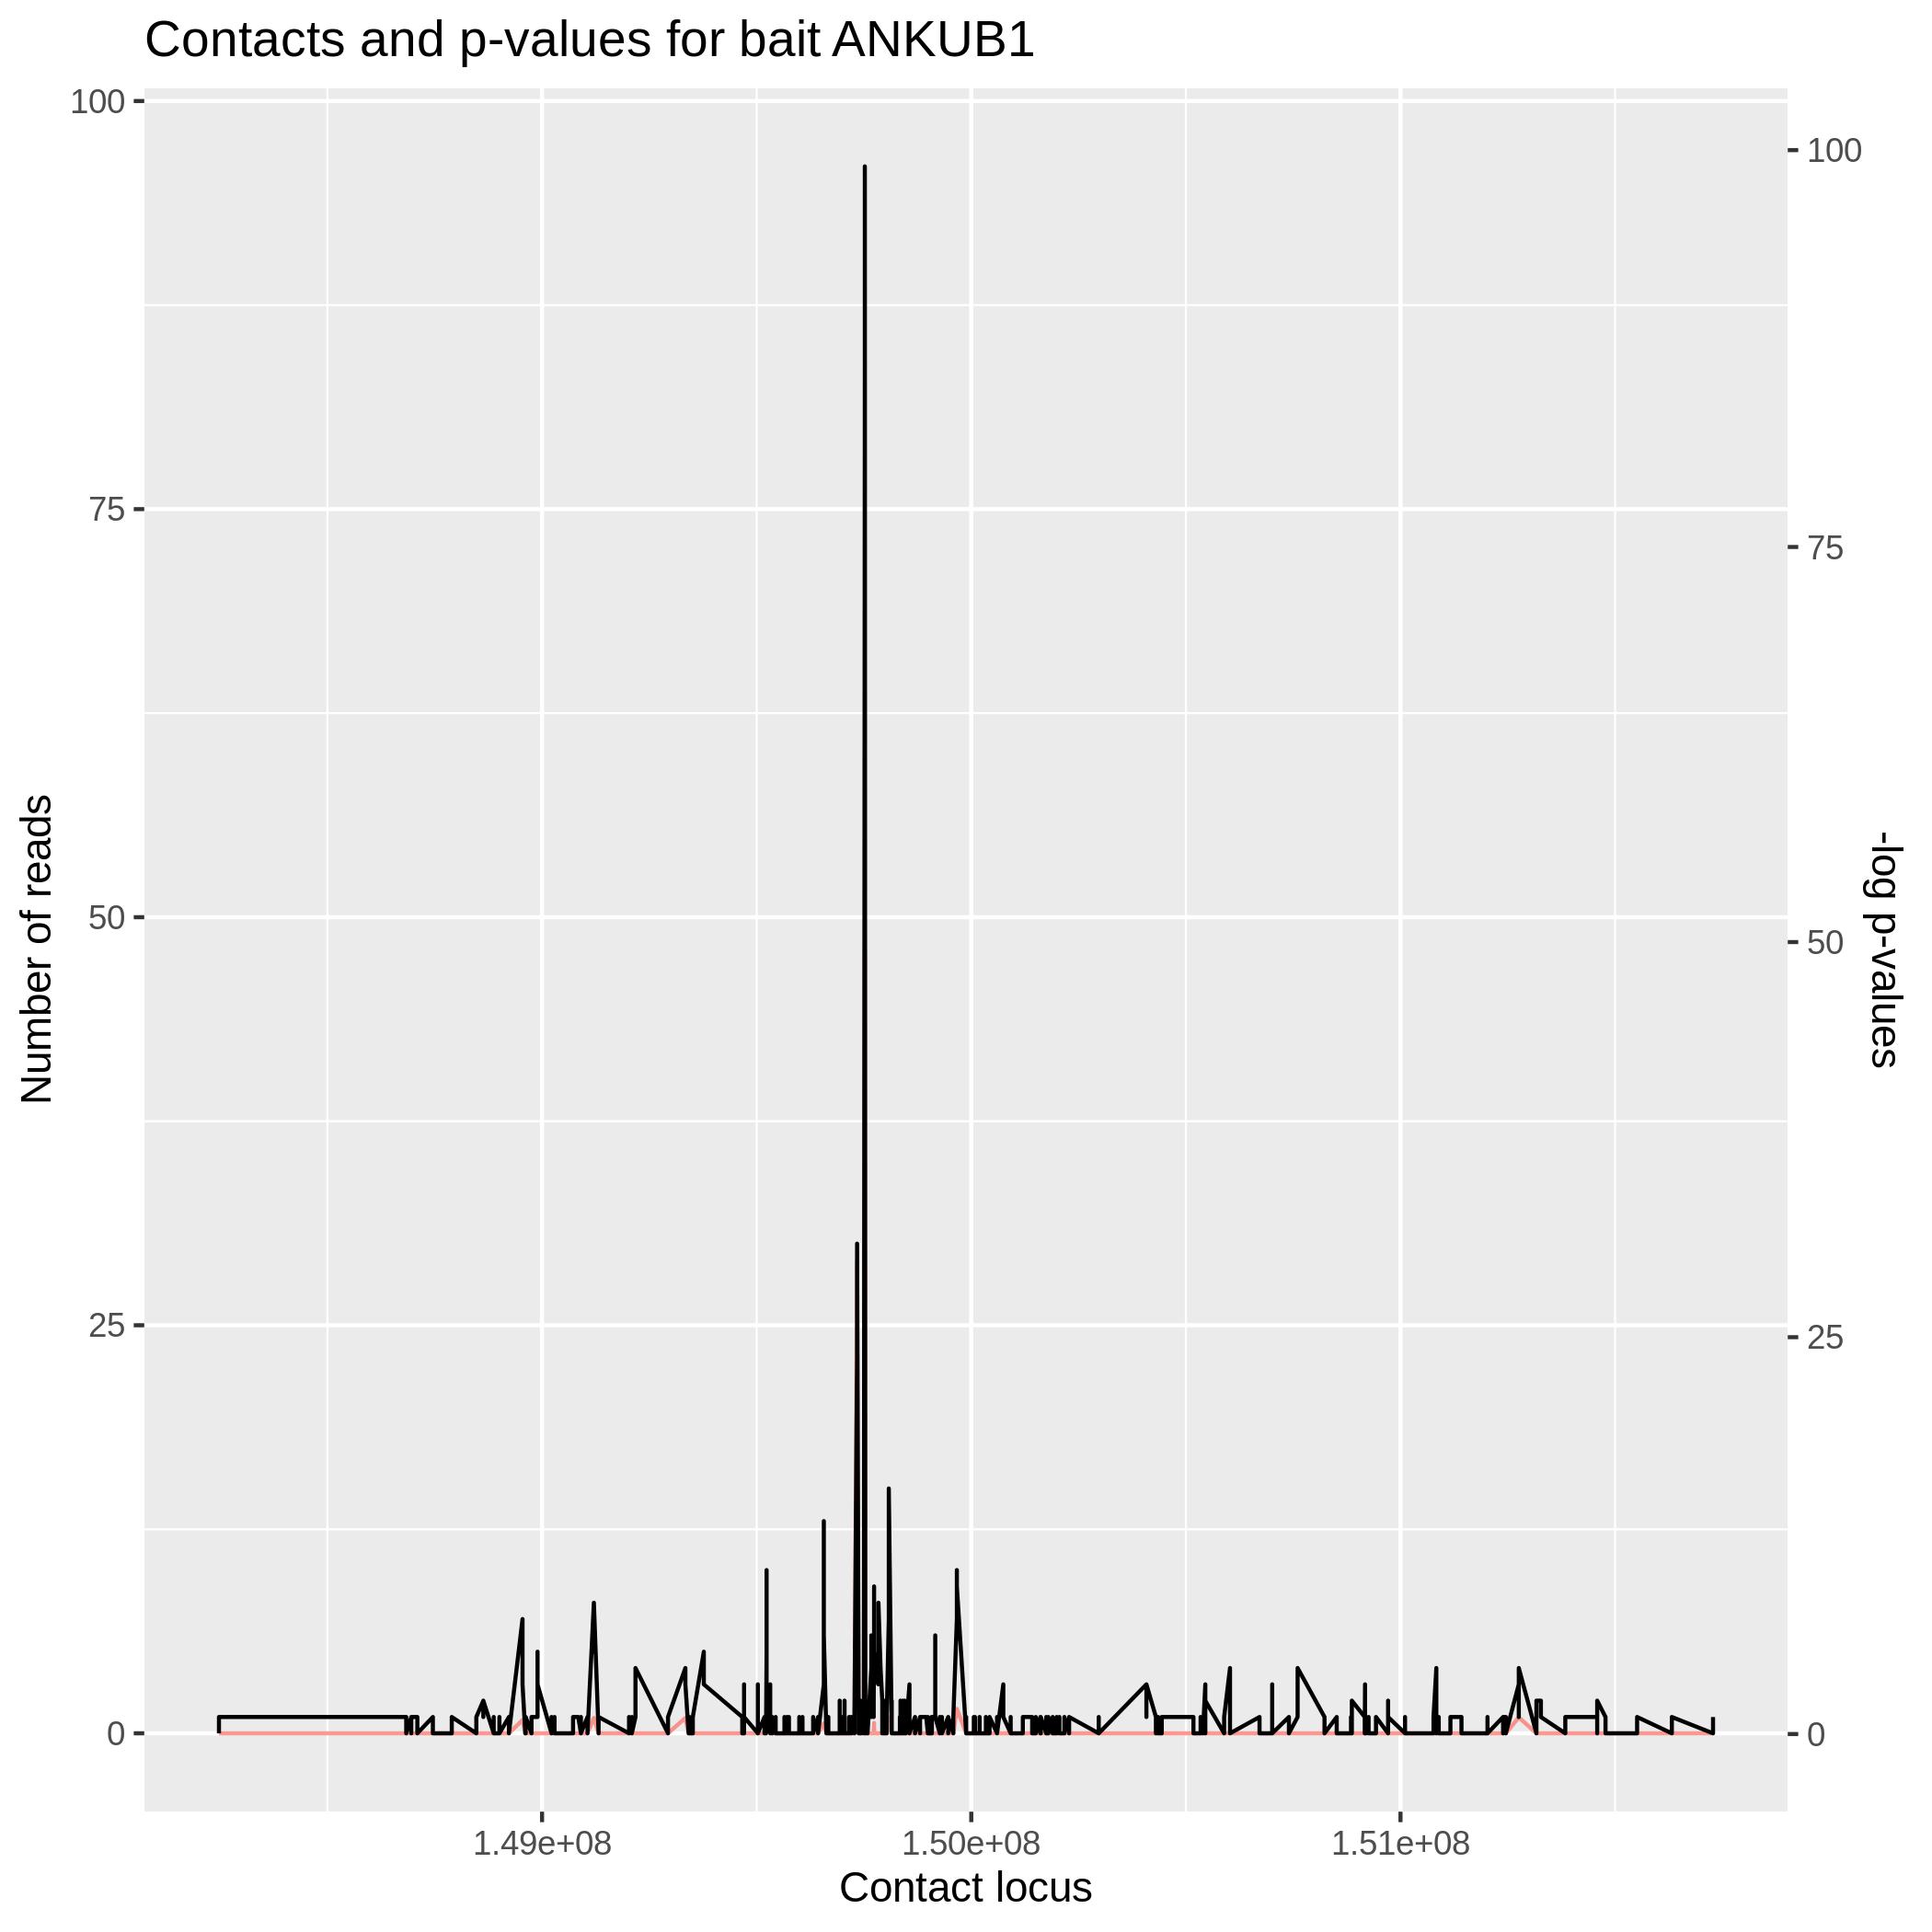 Contacts and p-values for bait ANKUB1
100
75
50
25
0
Number of reads
100
75
50
25
0
-log p-values
1.49e+08
1.50e+08
1.51e+08
Contact locus